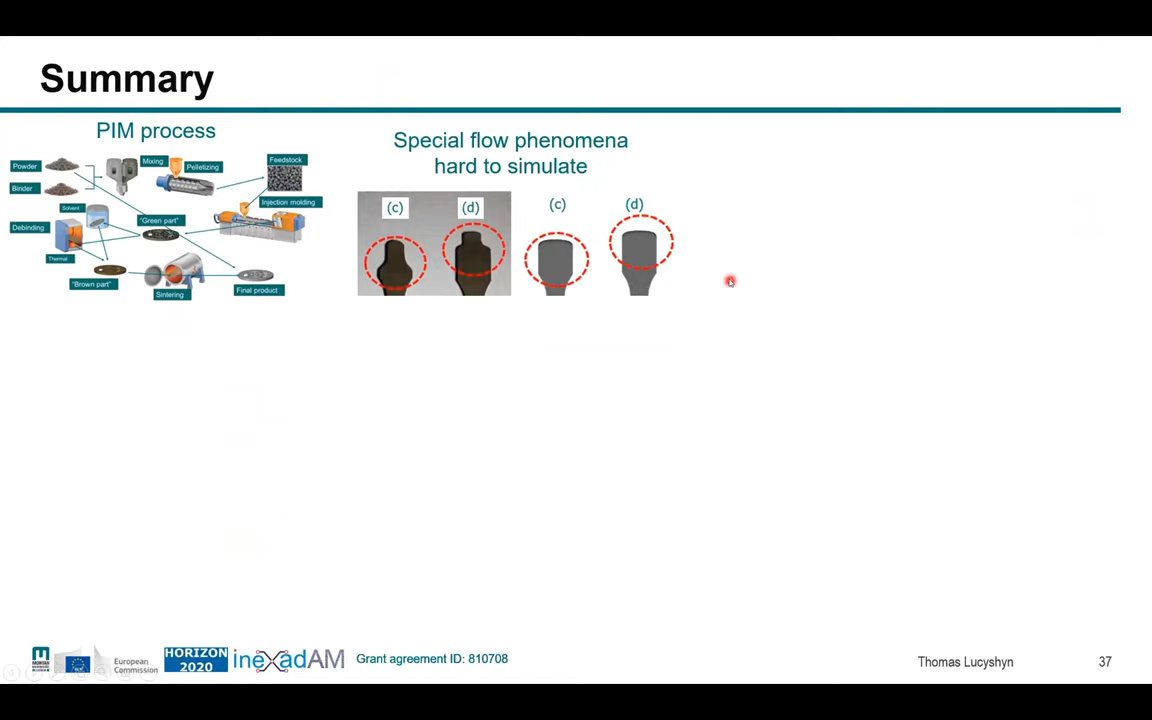 Summary
PIM process
Powder
Binder
Mixing
Pelletizing
Feedstock
Injection molding
Solvent
"Green part"
Debinding
Thermal
"Brown part"
Sintering
Final product
Special flow phenomena
hard to simulate
(c)
(d)
(c)
(d)
European
Commission
HORIZON
2020
inexadAM
Grant agreement ID: 810708
Thomas Lucyshyn
37